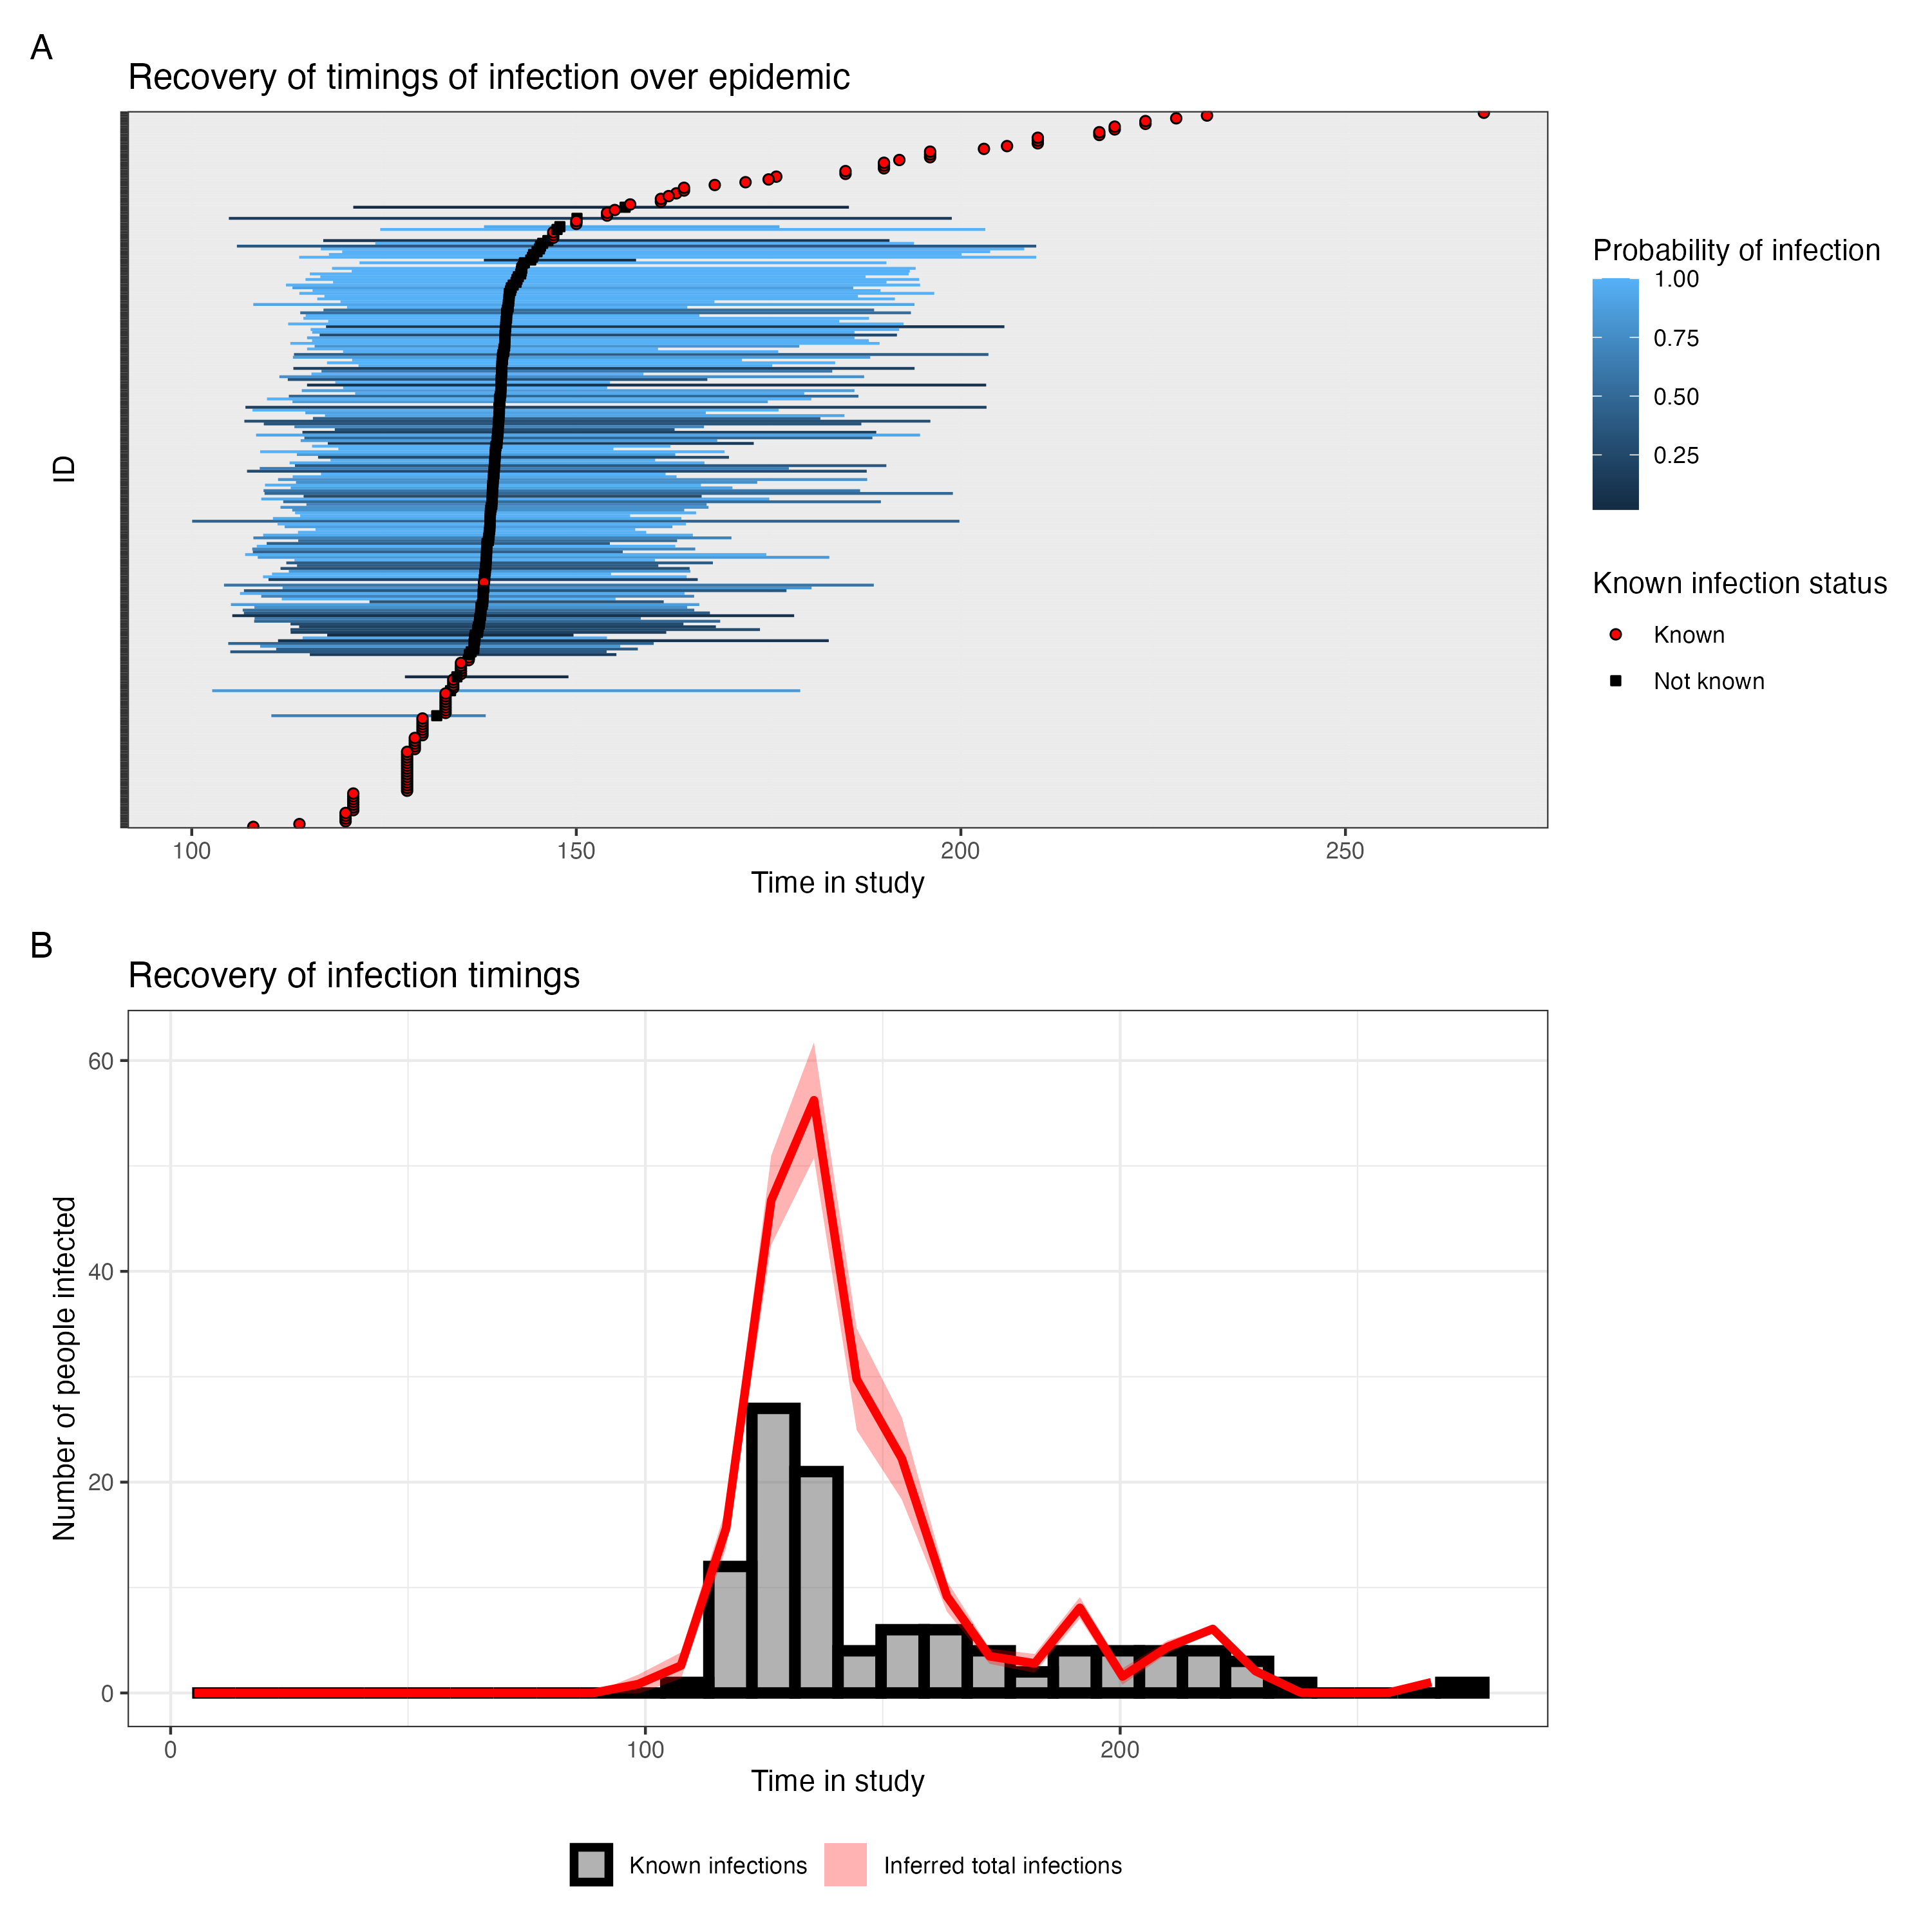 A
Recovery of timings of infection over epidemic
ID
100 150 200 250
Time in study
Probability of infection
1.00
0.75
0.50
0.25
Known infection status
Known
Not known
B
Recovery of infection timings
Number of people infected
60
40
20
0
0 100 200
Time in study
Known infections Inferred total infections